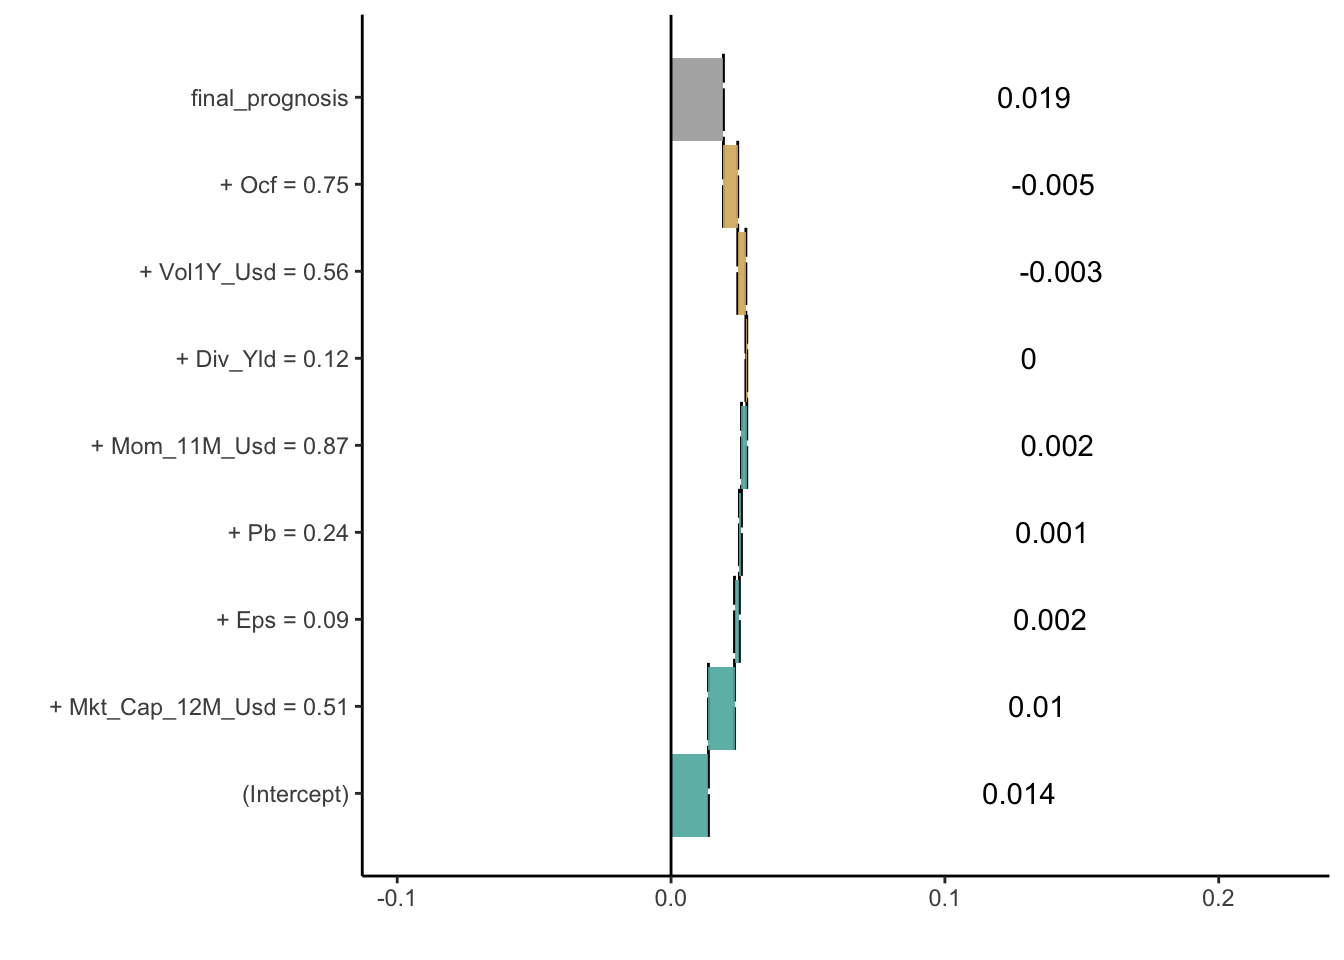 final_prognosis 0.019
+ Ocf = 0.75 -0.005
+ Vol1Y_Usd = 0.56 -0.003
+ Div_Yld = 0.12 0
+ Mom_11M_Usd = 0.87 0.002
+ Pb = 0.24 0.001
+ Eps = 0.09 0.002
+ Mkt_Cap_12M_Usd = 0.51 0.01
(Intercept) 0.014
-0.1 0.0 0.1 0.2